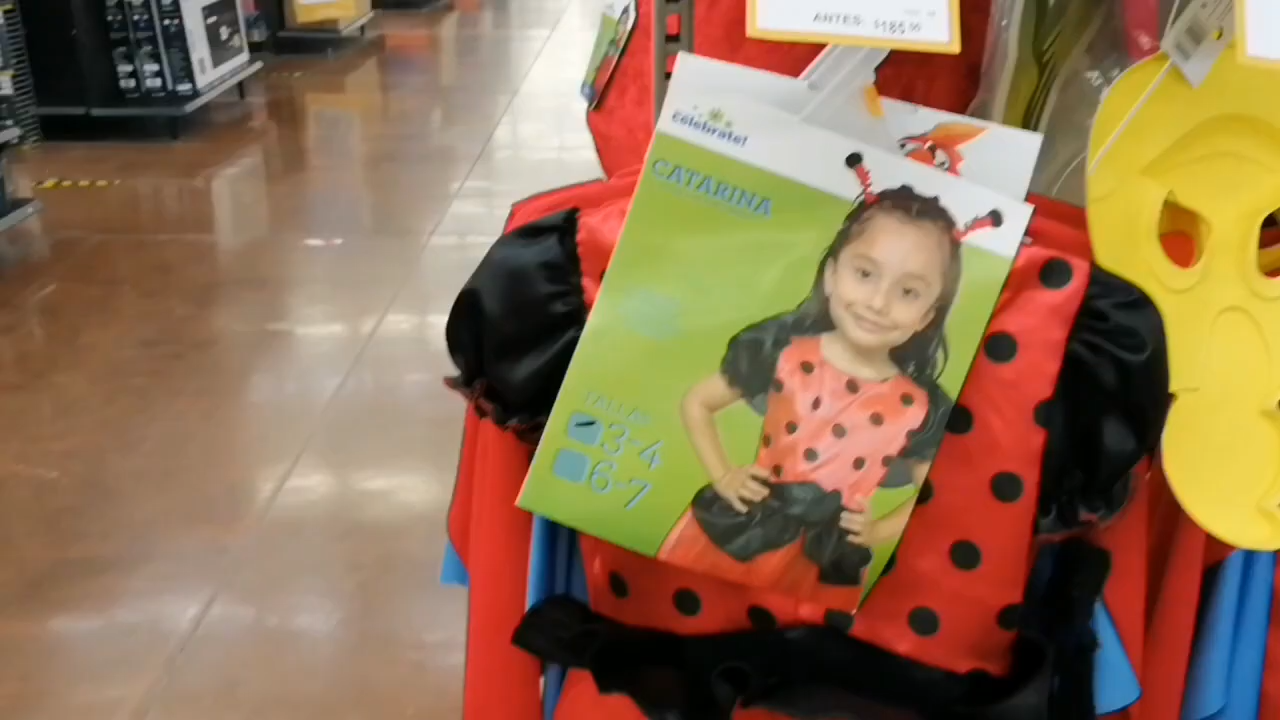 ANTES: $185.00
celebrate!
CATARINA
TALLAS
3-4
6-7